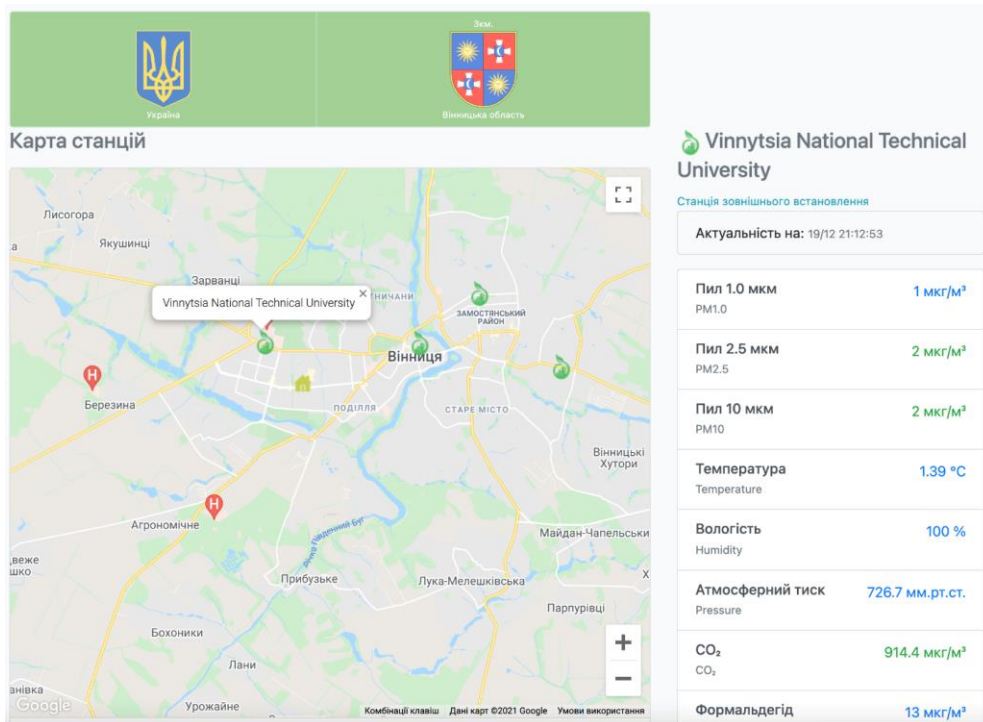 Зкм.
Україна
Вінницька область
Карта станцій
Лисогора
Якушинці
Зарванці
Vinnytsia National Technical University
НИЧАНИ
ЗАМОСТЯНСЬКИЙ
РАЙОН
Вінниця
Березина
ПОДІЛЛЯ
СТАРЕ МІСТО
Вінницькі
Хутори
Агрономічне
річка Південний Буг
Майдан-Чапельськи
Прибузьке
Лука-Мелешківська
Парпурівці
Бохоники
Лани
Урожайне
Google
Комбінації клавіш
Дані карт ©2021 Google
Умови використання
Vinnytsia National Technical
University
Станція зовнішнього встановлення
Актуальність на: 19/12 21:12:53
Пил 1.0 мкм 1 мкг/м³
PM1.0
Пил 2.5 мкм 2 мкг/м³
PM2.5
Пил 10 мкм 2 мкг/м³
PM10
Температура 1.39 °C
Temperature
Вологість 100 %
Humidity
Атмосферний тиск 726.7 мм.рт.ст.
Pressure
CO₂ 914.4 мкг/м³
CO₂
Формальдегід 13 мкг/м³